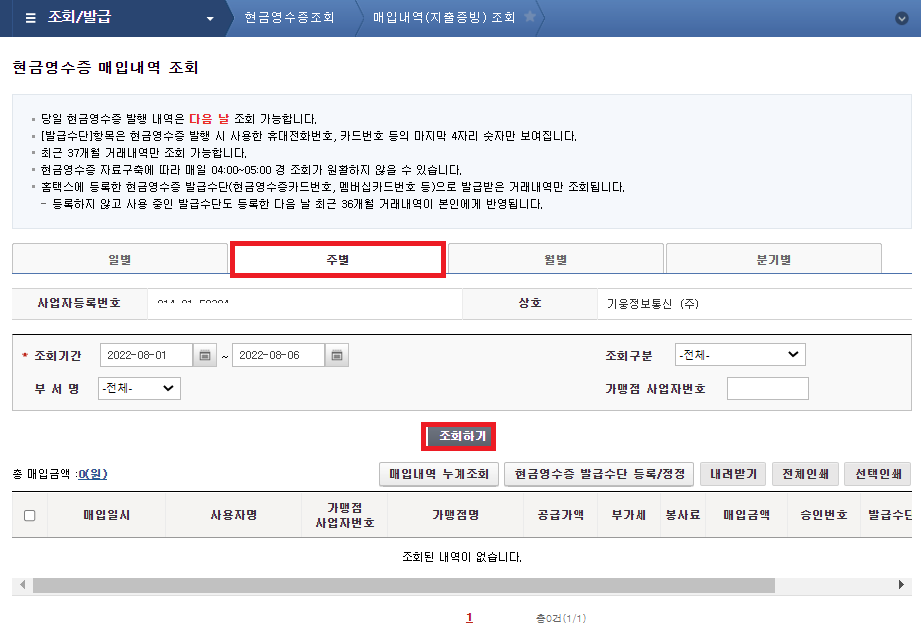 조회/발급
현금영수증조회
매입내역(지출증빙) 조회
현금영수증 매입내역 조회
당일 현금영수증 발행 내역은 다음 날 조회 가능합니다.
[발급수단]항목은 현금영수증 발행 시 사용한 휴대전화번호, 카드번호 등의 마지막 4자리 숫자만 보여집니다.
최근 37개월 거래내역만 조회 가능합니다.
현금영수증 자료구축에 따라 매일 04:00~05:00 경 조회가 원활하지 않을 수 있습니다.
홈택스에 등록한 현금영수증 발급수단(현금영수증카드번호, 멤버십카드번호 등)으로 발급받은 거래내역만 조회됩니다.
- 등록하지 않고 사용 중인 발급수단도 등록한 다음 날 최근 36개월 거래내역이 본인에게 반영됩니다.
일별 주별 월별 분기별
사업자등록번호 상호 기웅정보통신 (주)
* 조회기간 2022-08-01 ~ 2022-08-06 조회구분 -전체-
부 서 명 -전체- 가맹점 사업자번호
조회하기
총 매입금액 :0(원) 매입내역 누계조회 현금영수증 발급수단 등록/정정 내려받기 전체인쇄 선택인쇄
매입일시 사용자명 가맹점 사업자번호 가맹점명 공급가액 부가세 봉사료 매입금액 승인번호 발급수단
조회된 내역이 없습니다.
1 총0건(1/1)